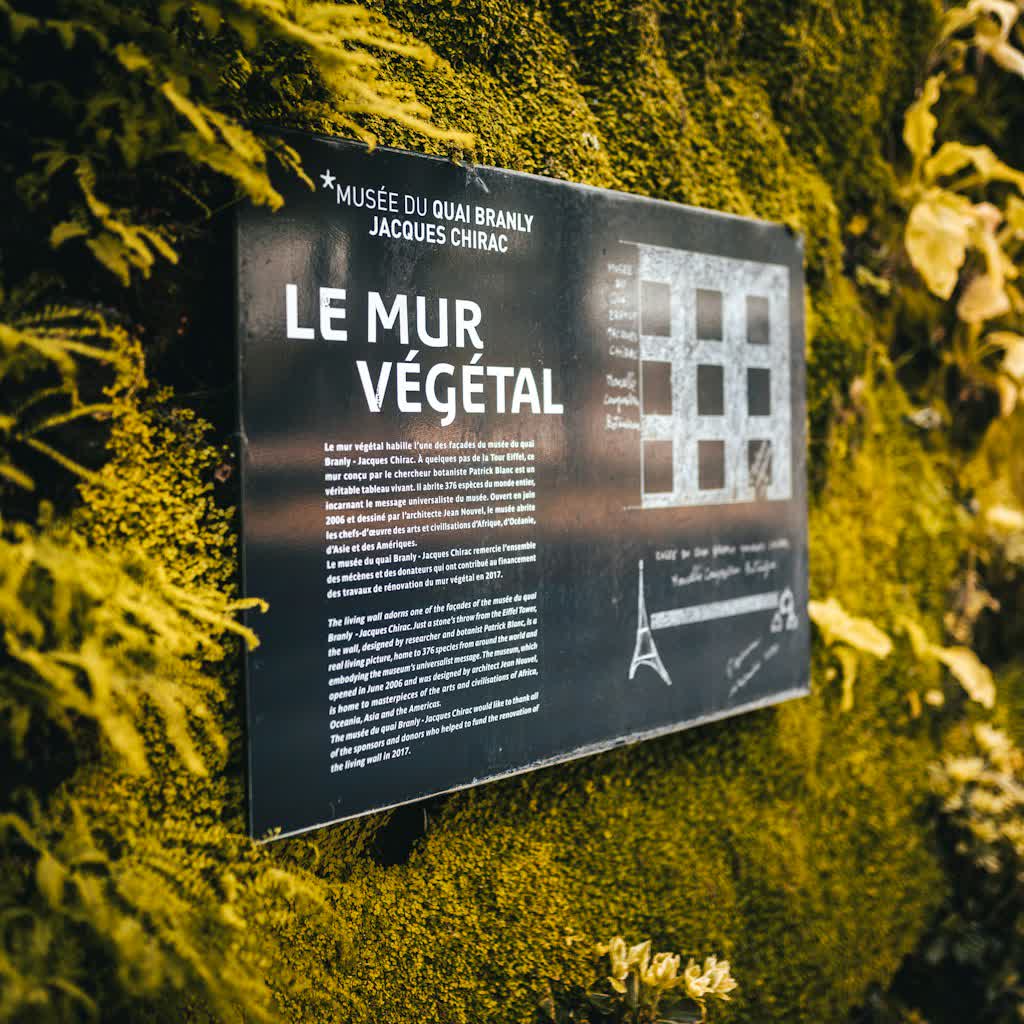 *MUSÉE DU QUAI BRANLY
JACQUES CHIRAC
LE MUR
VÉGÉTAL
Le mur végétal habille l'une des façades du musée du quai
Branly - Jacques Chirac. À quelques pas de la Tour Eiffel, ce
mur conçu par le chercheur botaniste Patrick Blanc est un
véritable tableau vivant. Il abrite 376 espèces du monde entier,
incarnant le message universaliste du musée. Ouvert en juin
2006 et dessiné par l'architecte Jean Nouvel, le musée abrite
les chefs-d'œuvre des arts et civilisations d'Afrique, d'Océanie,
d'Asie et des Amériques.
Le musée du quai Branly - Jacques Chirac remercie l'ensemble
des mécènes et des donateurs qui ont contribué au financement
des travaux de rénovation du mur végétal en 2017.
The living wall adorns one of the façades of the musée du quai
Branly - Jacques Chirac. Just a stone's throw from the Eiffel Tower,
the wall, designed by researcher and botanist Patrick Blanc, is a
real living picture, home to 376 species from around the world and
embodying the museum's universalist message. The museum, which
opened in June 2006 and was designed by architect Jean Nouvel,
is home to masterpieces of the arts and civilisations of Africa,
Oceania, Asia and the Americas.
The musée du quai Branly - Jacques Chirac would like to thank all
of the sponsors and donors who helped to fund the renovation of
the living wall in 2017.
MUSEE
DU
BRANLY
JACQUES
CHIRAC
Nouvelle
Composition
Botanique
Nouvelle Composition Botanique